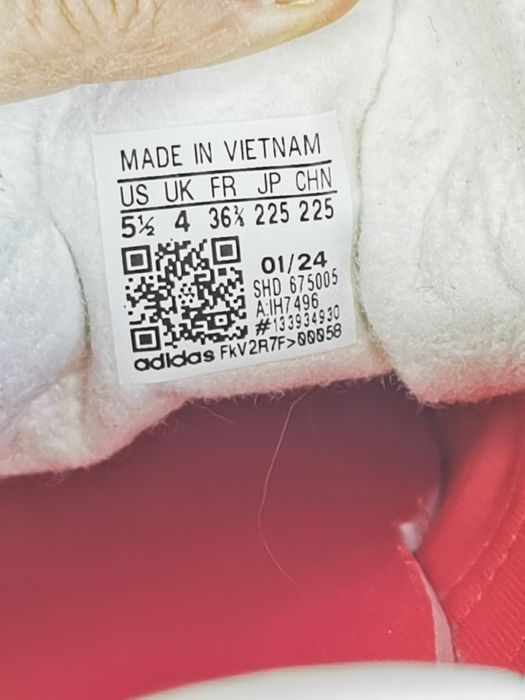 MADE IN VIETNAM
US UK FR JP CHN
5½ 4 36⅔ 225 225
01/24
SHD 675005
A:IH7496
#133934930
adidas FkV2R7F>00058